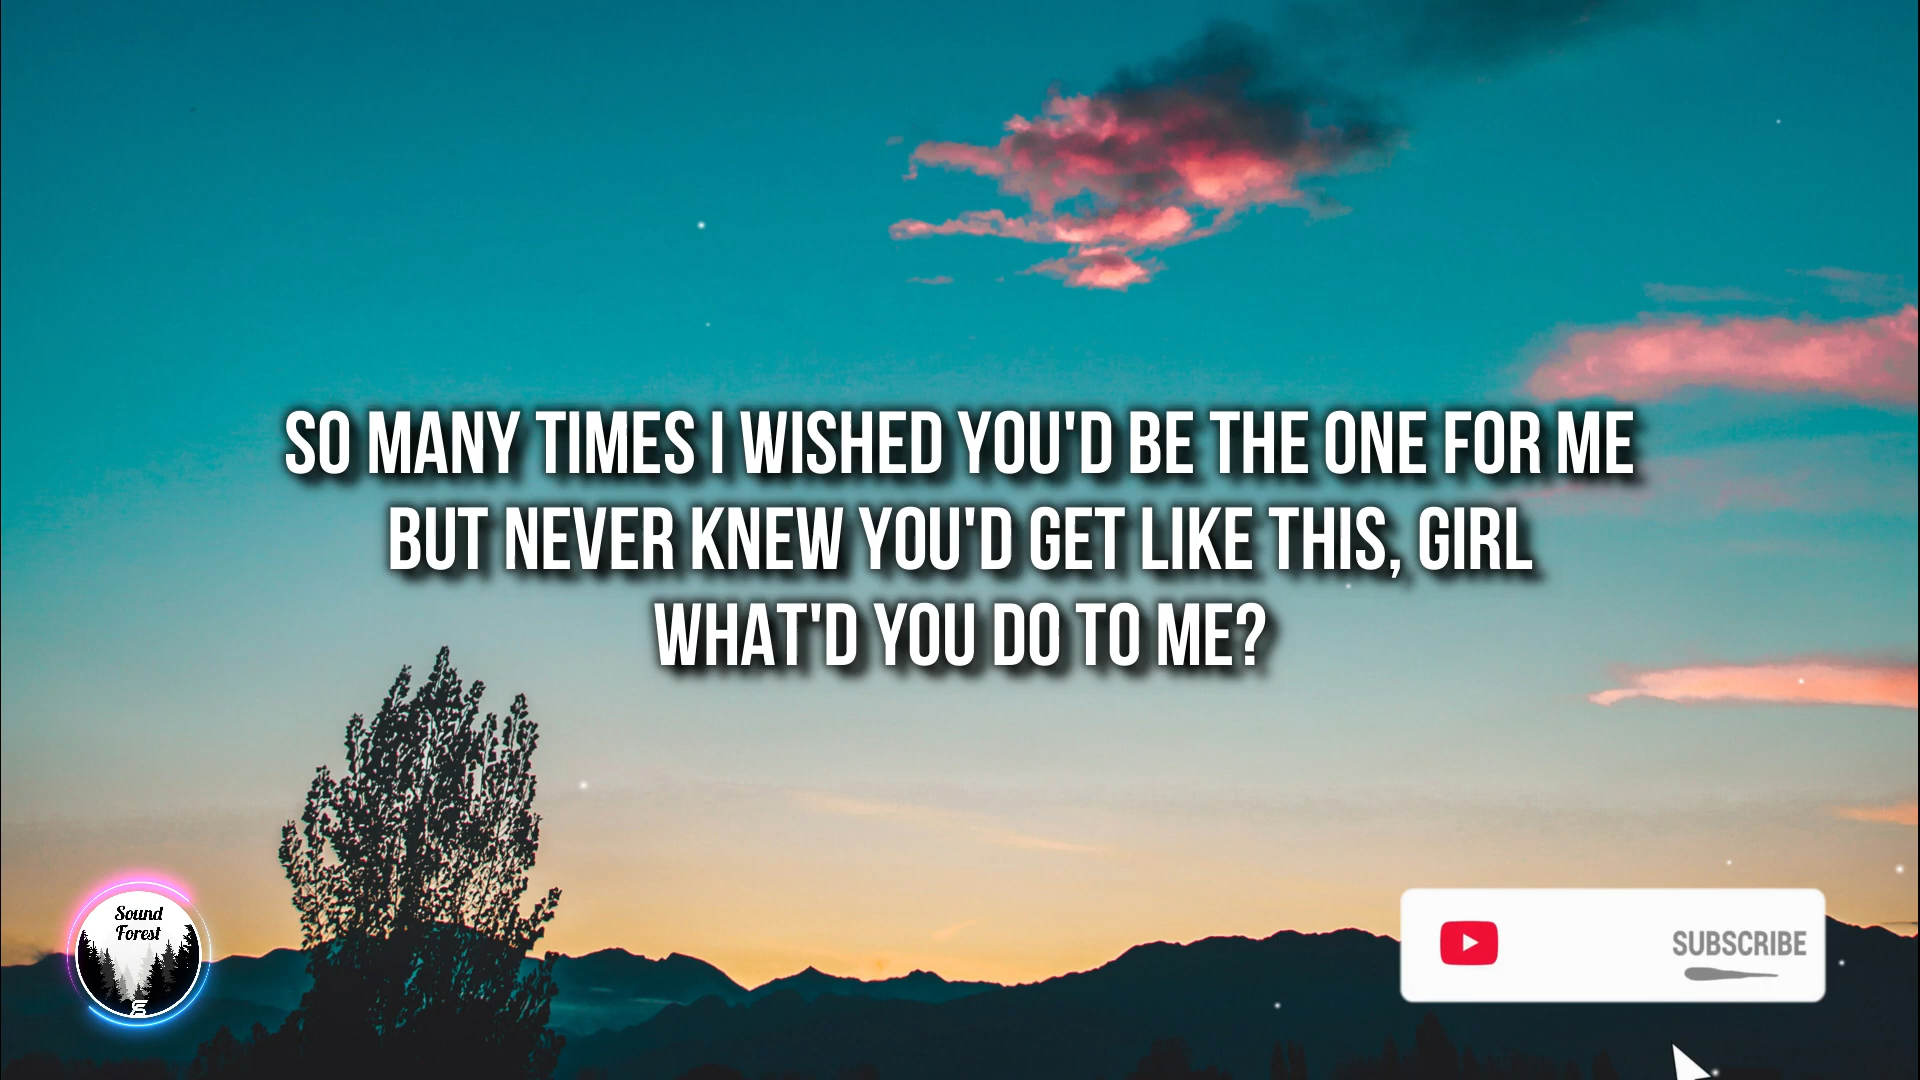 SO MANY TIMES I WISHED YOU'D BE THE ONE FOR ME
BUT NEVER KNEW YOU'D GET LIKE THIS, GIRL
WHAT'D YOU DO TO ME?
Sound
Forest
SUBSCRIBE